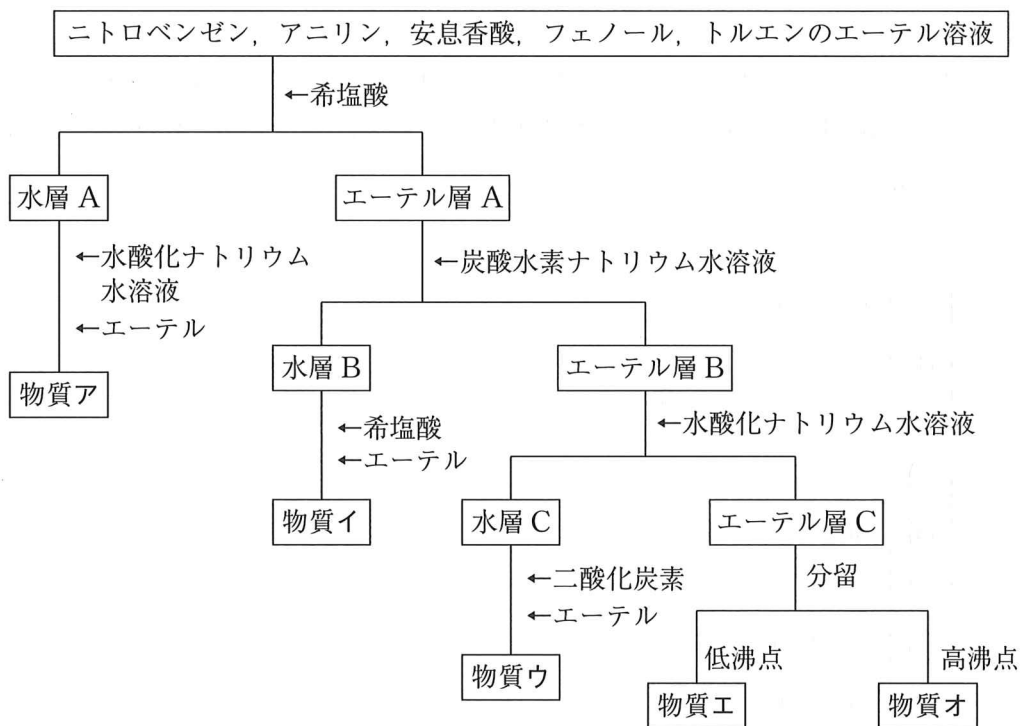 ニトロベンゼン，アニリン，安息香酸，フェノール，トルエンのエーテル溶液
←希塩酸
水層 A
エーテル層 A
←水酸化ナトリウム
水溶液
←エーテル
←炭酸水素ナトリウム水溶液
物質ア
水層 B
エーテル層 B
←希塩酸
←エーテル
←水酸化ナトリウム水溶液
物質イ
水層 C
エーテル層 C
←二酸化炭素
←エーテル
分留
物質ウ
低沸点
高沸点
物質エ
物質オ